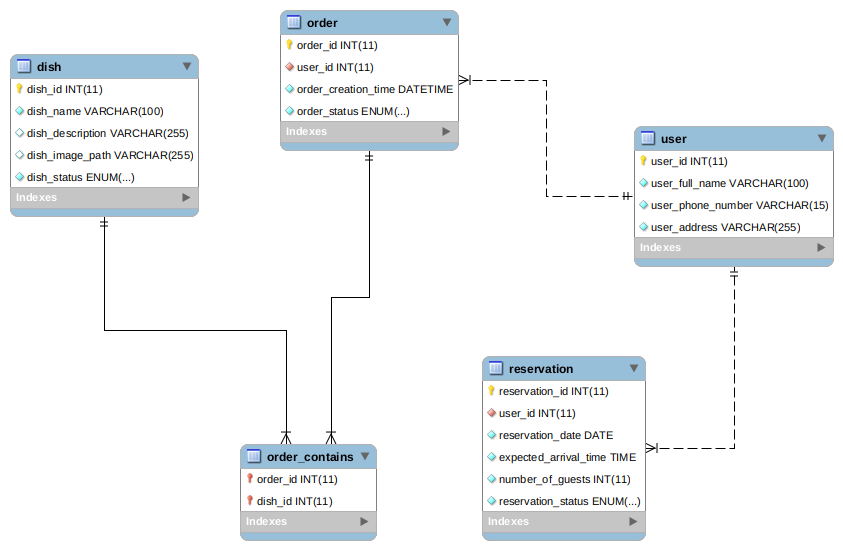 order
order_id INT(11)
user_id INT(11)
order_creation_time DATETIME
order_status ENUM(...)
Indexes
dish
dish_id INT(11)
dish_name VARCHAR(100)
dish_description VARCHAR(255)
dish_image_path VARCHAR(255)
dish_status ENUM(...)
Indexes
user
user_id INT(11)
user_full_name VARCHAR(100)
user_phone_number VARCHAR(15)
user_address VARCHAR(255)
Indexes
reservation
reservation_id INT(11)
user_id INT(11)
reservation_date DATE
expected_arrival_time TIME
number_of_guests INT(11)
reservation_status ENUM(...)
Indexes
order_contains
order_id INT(11)
dish_id INT(11)
Indexes